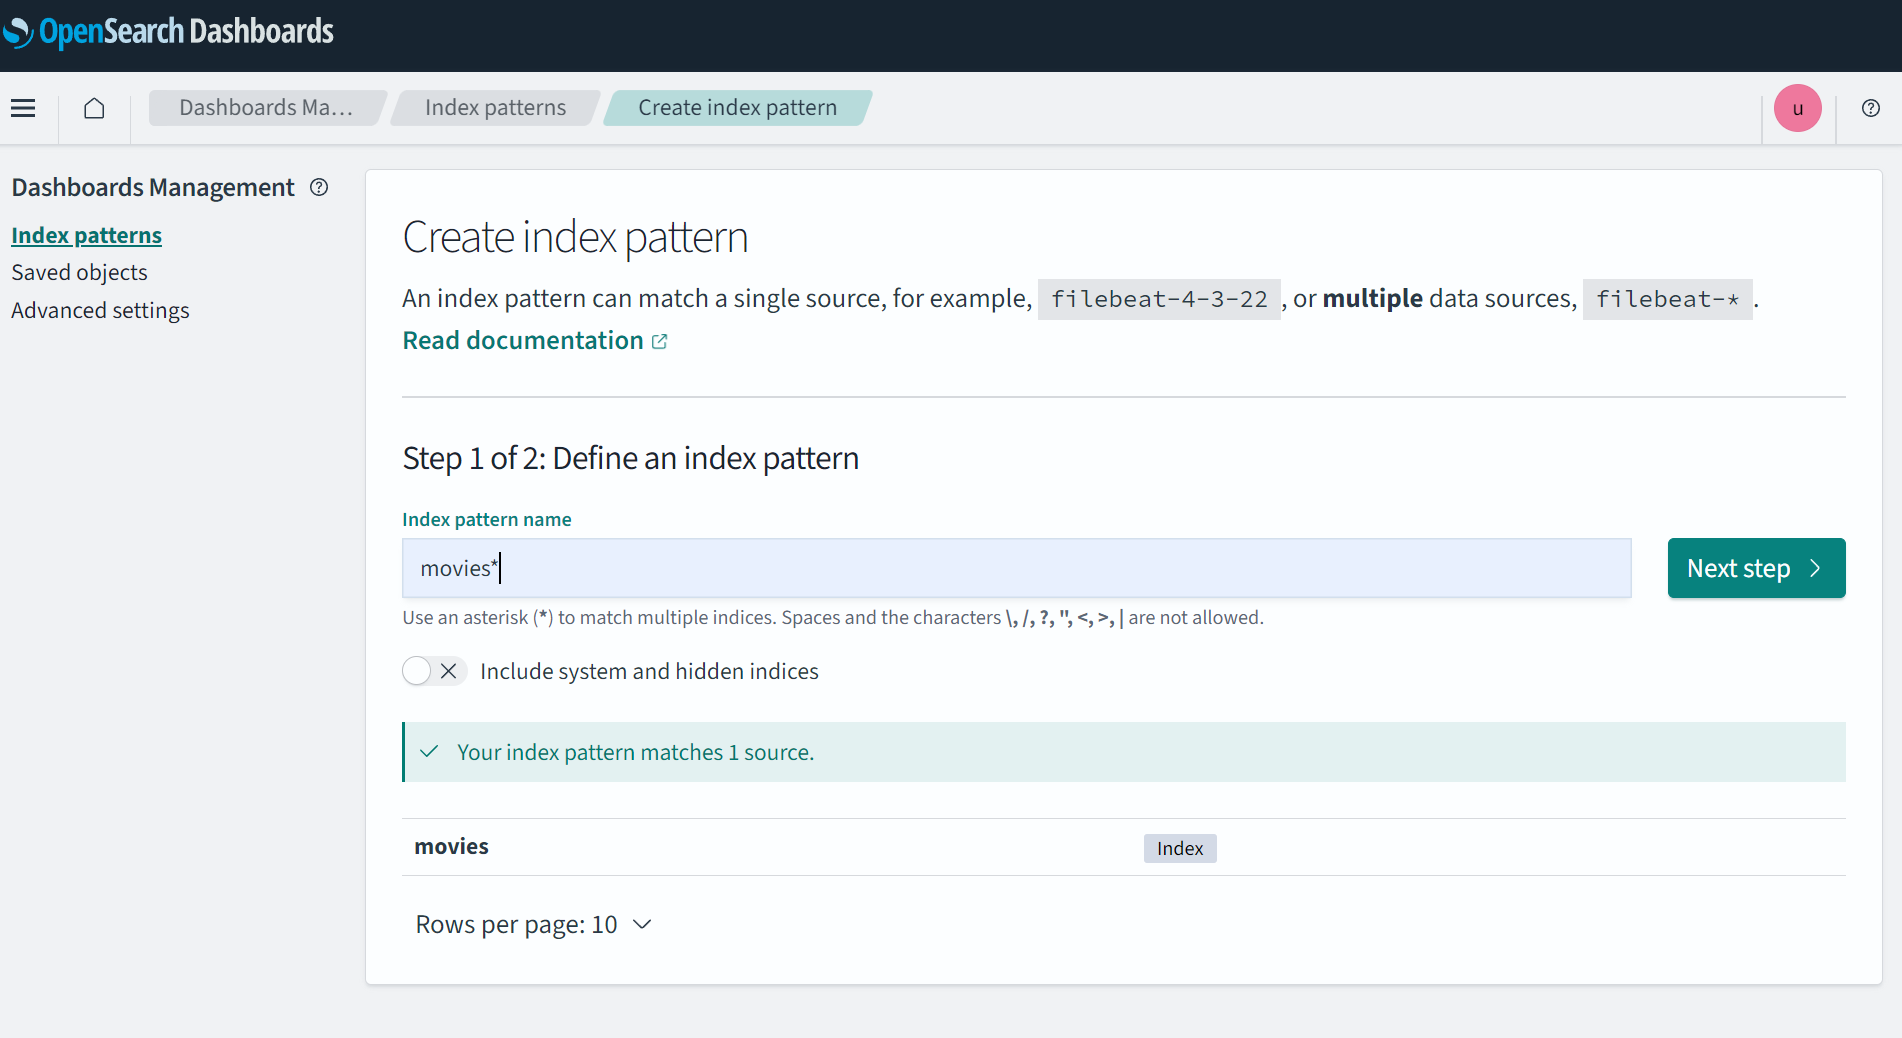 OpenSearch Dashboards
Dashboards Ma...
Index patterns
Create index pattern
u
Dashboards Management
Index patterns
Saved objects
Advanced settings
Create index pattern
An index pattern can match a single source, for example, filebeat-4-3-22, or multiple data sources, filebeat-*.
Read documentation
Step 1 of 2: Define an index pattern
Index pattern name
movies*
Next step
Use an asterisk (*) to match multiple indices. Spaces and the characters \, /, ?, ", <, >, | are not allowed.
Include system and hidden indices
Your index pattern matches 1 source.
movies Index
Rows per page: 10